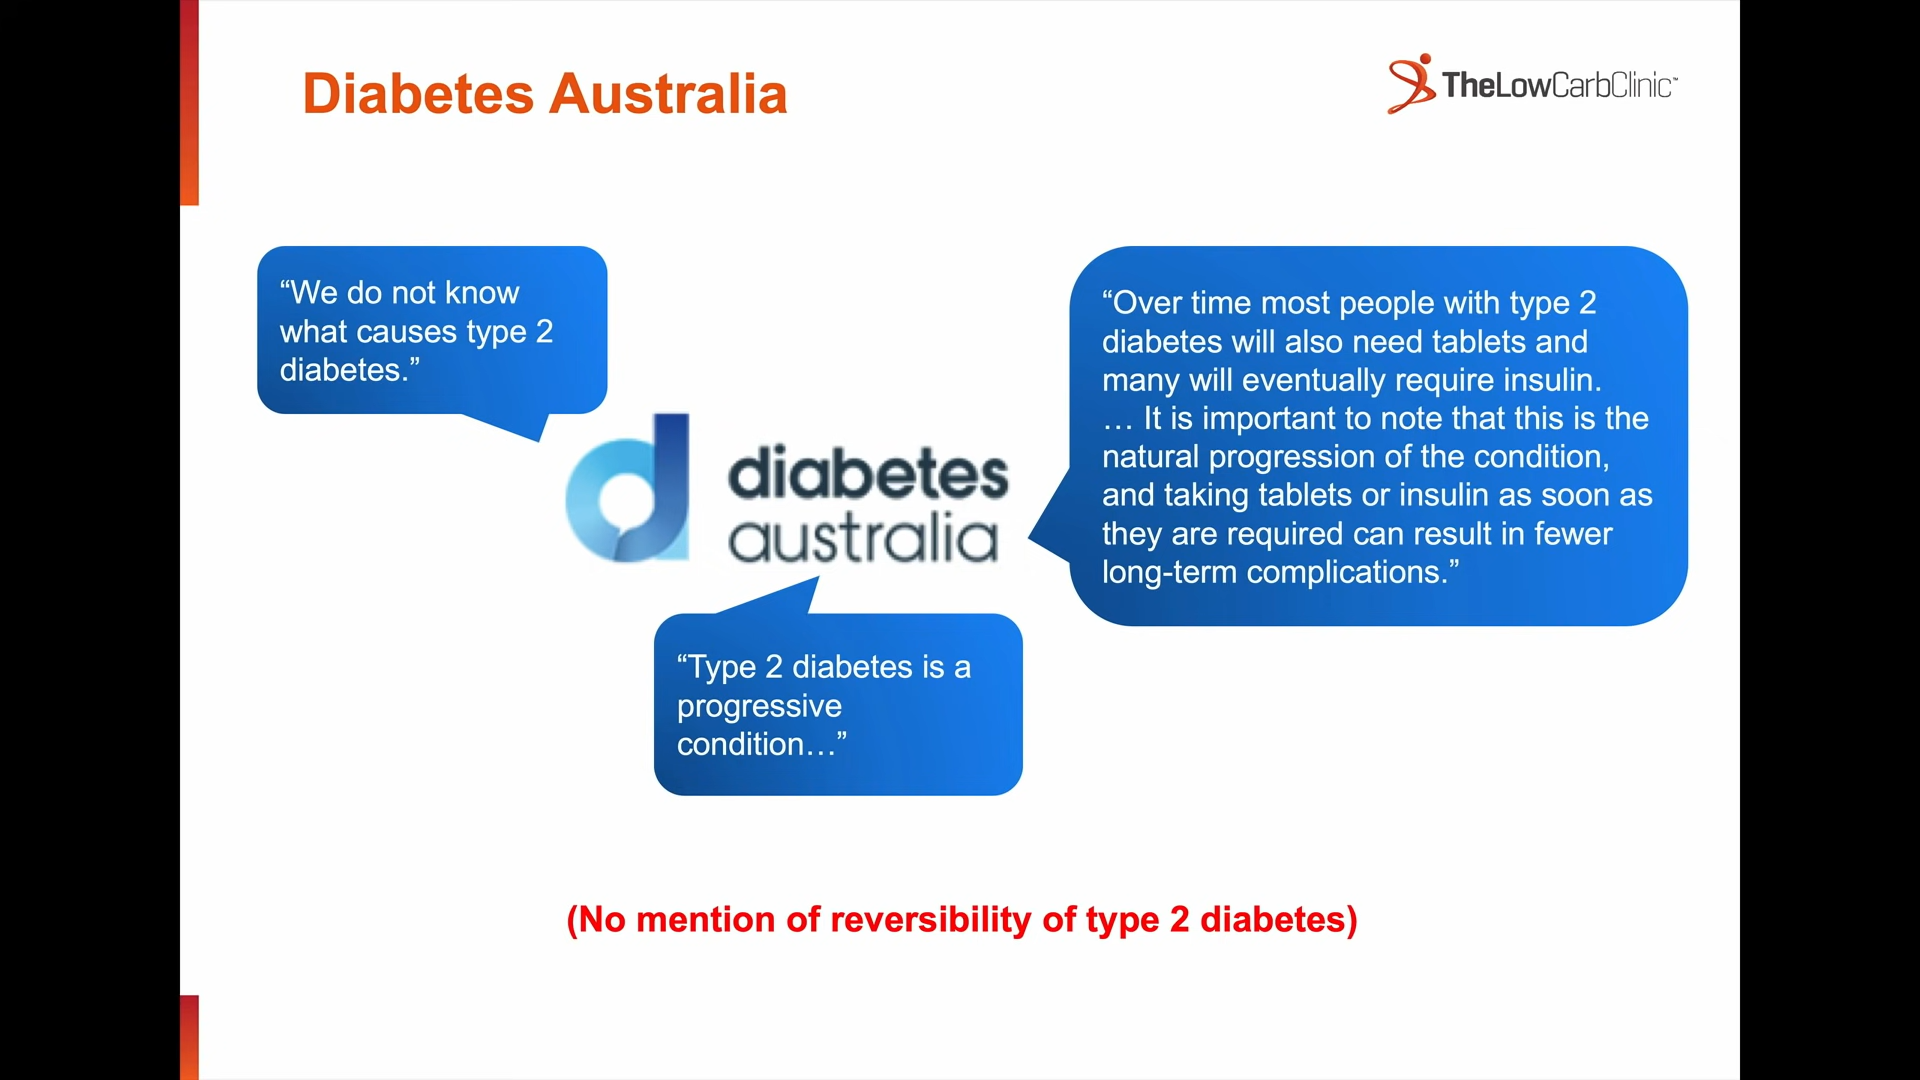 Diabetes Australia
TheLowCarbClinic™
“We do not know
what causes type 2
diabetes.”
“Over time most people with type 2
diabetes will also need tablets and
many will eventually require insulin.
… It is important to note that this is the
natural progression of the condition,
and taking tablets or insulin as soon as
they are required can result in fewer
long-term complications.”
diabetes
australia
“Type 2 diabetes is a
progressive
condition…”
(No mention of reversibility of type 2 diabetes)